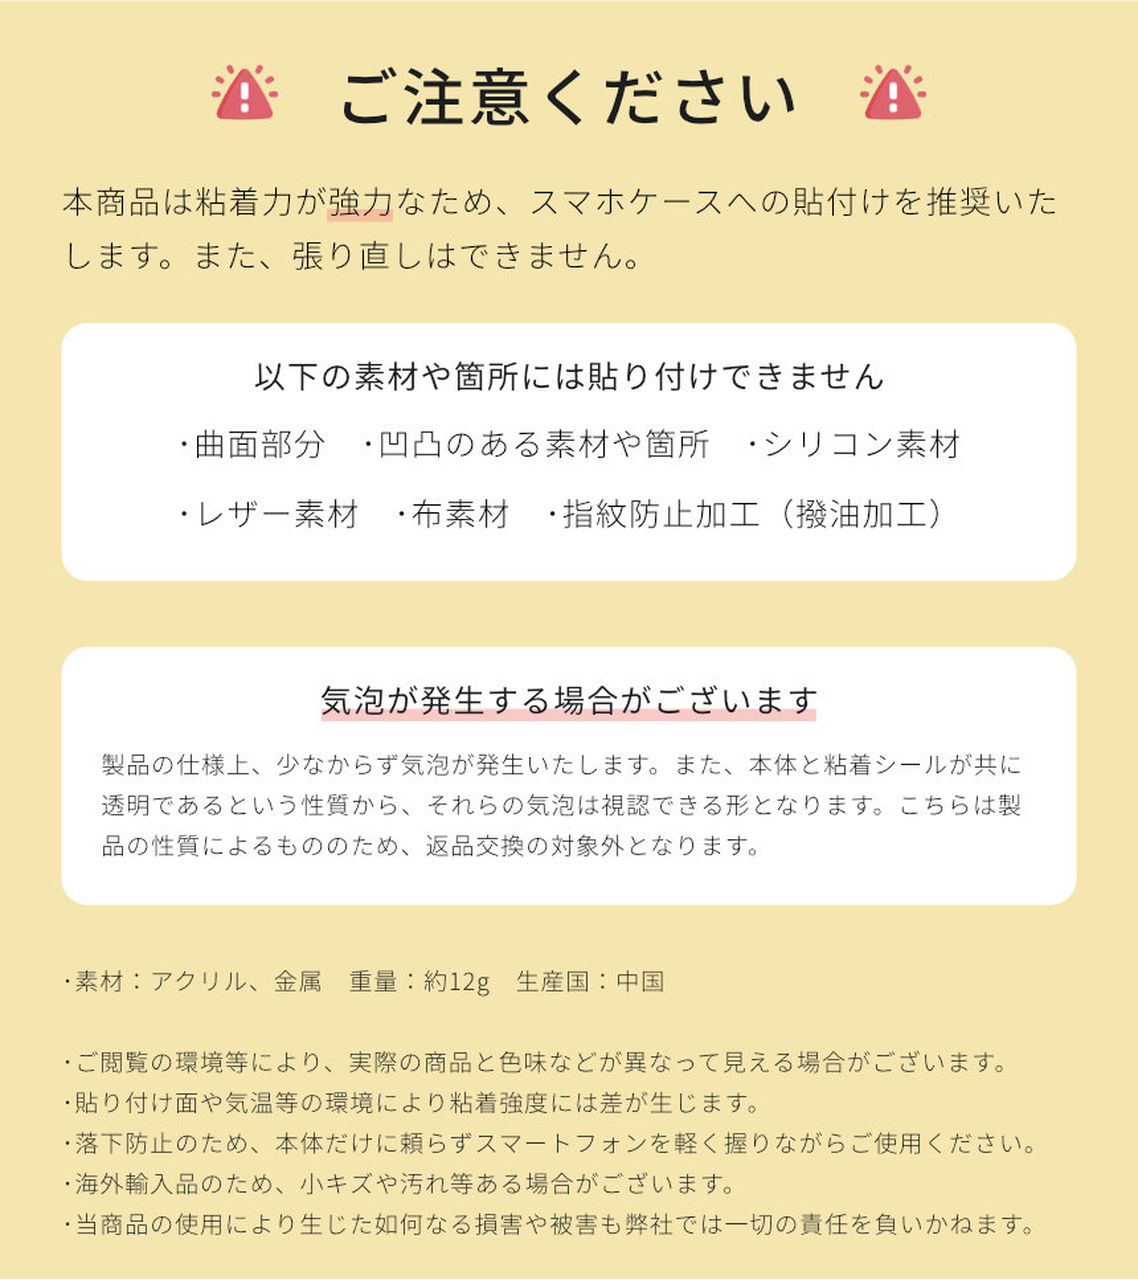 ご注意ください
本商品は粘着力が強力なため、スマホケースへの貼付けを推奨いた
します。また、張り直しはできません。
以下の素材や箇所には貼り付けできません
・曲面部分　・凹凸のある素材や箇所　・シリコン素材
・レザー素材　・布素材　・指紋防止加工（撥油加工）
気泡が発生する場合がございます
製品の仕様上、少なからず気泡が発生いたします。また、本体と粘着シールが共に
透明であるという性質から、それらの気泡は視認できる形となります。こちらは製
品の性質によるもののため、返品交換の対象外となります。
・素材：アクリル、金属　重量：約12g　生産国：中国
・ご閲覧の環境等により、実際の商品と色味などが異なって見える場合がございます。
・貼り付け面や気温等の環境により粘着強度には差が生じます。
・落下防止のため、本体だけに頼らずスマートフォンを軽く握りながらご使用ください。
・海外輸入品のため、小キズや汚れ等ある場合がございます。
・当商品の使用により生じた如何なる損害や被害も弊社では一切の責任を負いかねます。